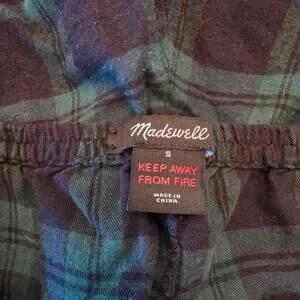 Madewell
S
KEEP AWAY
FROM FIRE
MADE IN
CHINA